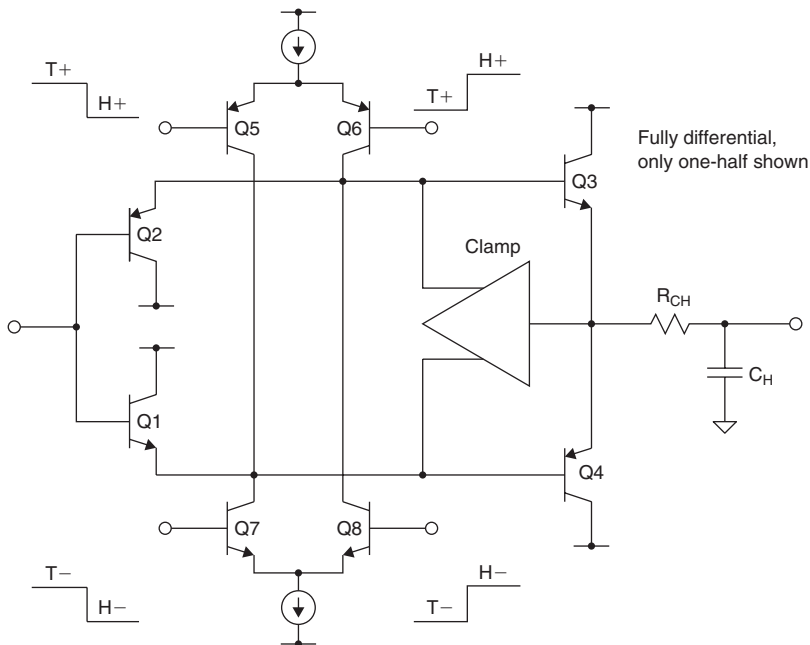 T+
H+
H+
T+
Q5
Q6
Fully differential,
only one-half shown
Q3
Q2
Clamp
R_CH
C_H
Q1
Q4
Q7
Q8
T−
H−
H−
T−